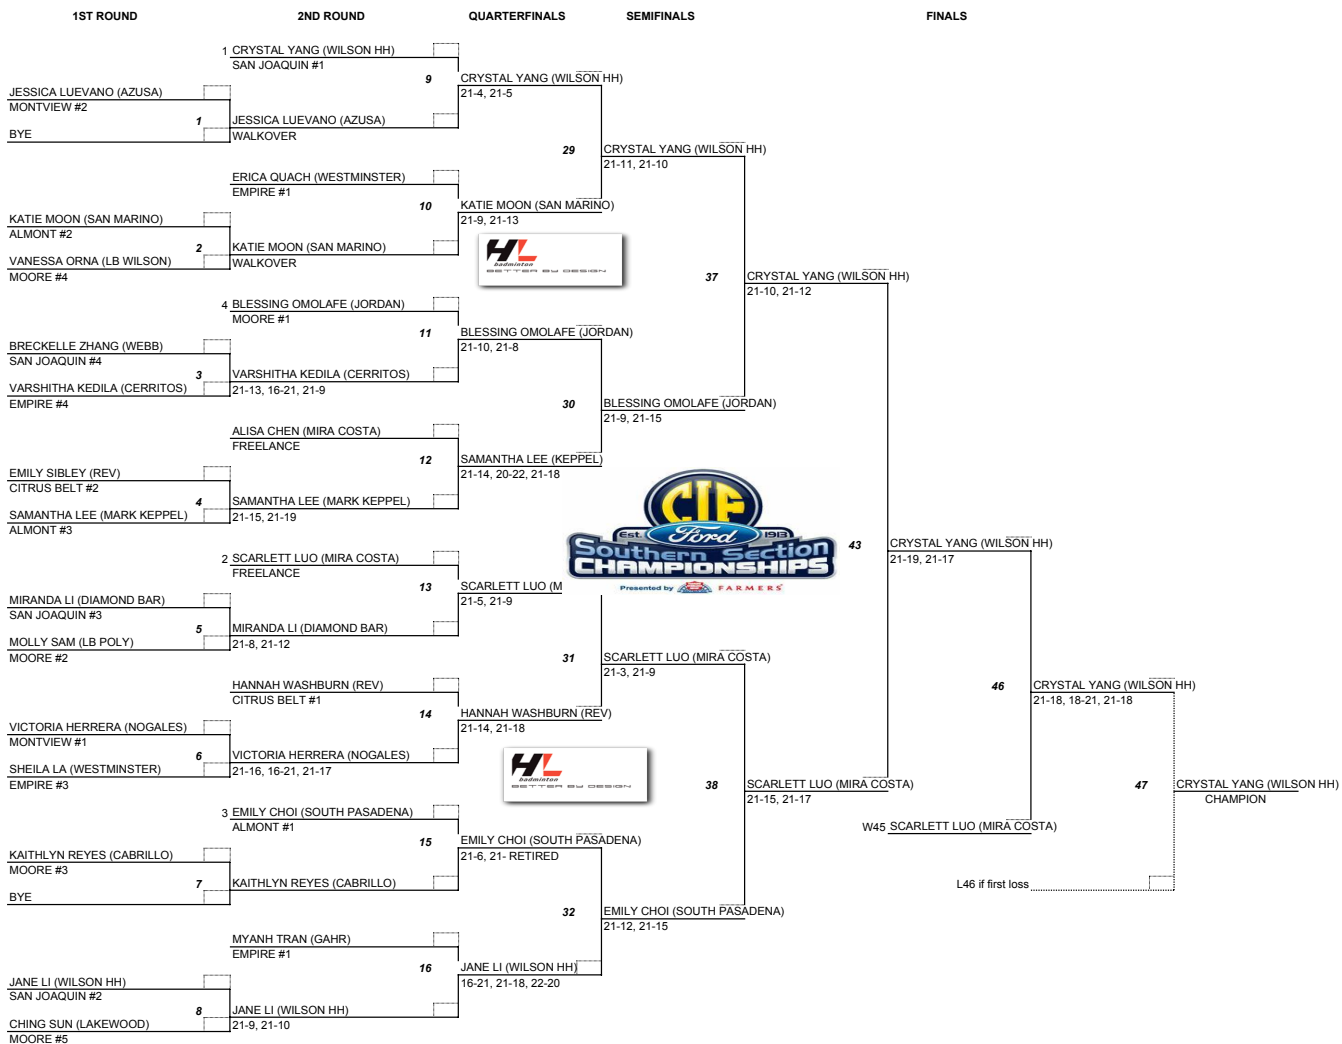 1ST ROUND
2ND ROUND
QUARTERFINALS
SEMIFINALS
FINALS
1 CRYSTAL YANG (WILSON HH)
SAN JOAQUIN #1
9
CRYSTAL YANG (WILSON HH)
21-4, 21-5
JESSICA LUEVANO (AZUSA)
MONTVIEW #2
1
JESSICA LUEVANO (AZUSA)
WALKOVER
BYE
29
CRYSTAL YANG (WILSON HH)
21-11, 21-10
ERICA QUACH (WESTMINSTER)
EMPIRE #1
10
KATIE MOON (SAN MARINO)
21-9, 21-13
KATIE MOON (SAN MARINO)
ALMONT #2
2
KATIE MOON (SAN MARINO)
WALKOVER
VANESSA ORNA (LB WILSON)
MOORE #4
HL
badminton
BETTER BY DESIGN
37
CRYSTAL YANG (WILSON HH)
21-10, 21-12
4 BLESSING OMOLAFE (JORDAN)
MOORE #1
11
BLESSING OMOLAFE (JORDAN)
21-10, 21-8
BRECKELLE ZHANG (WEBB)
SAN JOAQUIN #4
3
VARSHITHA KEDILA (CERRITOS)
21-13, 16-21, 21-9
VARSHITHA KEDILA (CERRITOS)
EMPIRE #4
30
BLESSING OMOLAFE (JORDAN)
21-9, 21-15
ALISA CHEN (MIRA COSTA)
FREELANCE
12
SAMANTHA LEE (KEPPEL)
21-14, 20-22, 21-18
EMILY SIBLEY (REV)
CITRUS BELT #2
4
SAMANTHA LEE (MARK KEPPEL)
21-15, 21-19
SAMANTHA LEE (MARK KEPPEL)
ALMONT #3
CIF
Est. Ford 1913
Southern Section
CHAMPIONSHIPS
Presented by FARMERS
43
CRYSTAL YANG (WILSON HH)
21-19, 21-17
2 SCARLETT LUO (MIRA COSTA)
FREELANCE
13
SCARLETT LUO (M
21-5, 21-9
MIRANDA LI (DIAMOND BAR)
SAN JOAQUIN #3
5
MIRANDA LI (DIAMOND BAR)
21-8, 21-12
MOLLY SAM (LB POLY)
MOORE #2
31
SCARLETT LUO (MIRA COSTA)
21-3, 21-9
HANNAH WASHBURN (REV)
CITRUS BELT #1
46
CRYSTAL YANG (WILSON HH)
21-18, 18-21, 21-18
14
HANNAH WASHBURN (REV)
21-14, 21-18
VICTORIA HERRERA (NOGALES)
MONTVIEW #1
6
VICTORIA HERRERA (NOGALES)
21-16, 16-21, 21-17
SHEILA LA (WESTMINSTER)
EMPIRE #3
HL
badminton
BETTER BY DESIGN
38
SCARLETT LUO (MIRA COSTA)
21-15, 21-17
47
CRYSTAL YANG (WILSON HH)
CHAMPION
3 EMILY CHOI (SOUTH PASADENA)
ALMONT #1
W45 SCARLETT LUO (MIRA COSTA)
15
EMILY CHOI (SOUTH PASADENA)
21-6, 21- RETIRED
KAITHLYN REYES (CABRILLO)
MOORE #3
7
KAITHLYN REYES (CABRILLO)
BYE
L46 if first loss
32
EMILY CHOI (SOUTH PASADENA)
21-12, 21-15
MYANH TRAN (GAHR)
EMPIRE #1
16
JANE LI (WILSON HH)
16-21, 21-18, 22-20
JANE LI (WILSON HH)
SAN JOAQUIN #2
8
JANE LI (WILSON HH)
21-9, 21-10
CHING SUN (LAKEWOOD)
MOORE #5